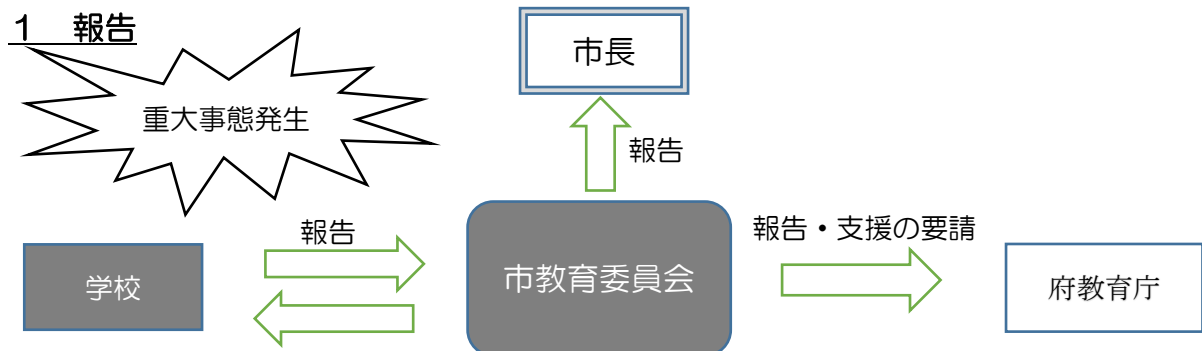 １　報告
市長
重大事態発生
報告
報告
報告・支援の要請
学校
市教育委員会
府教育庁